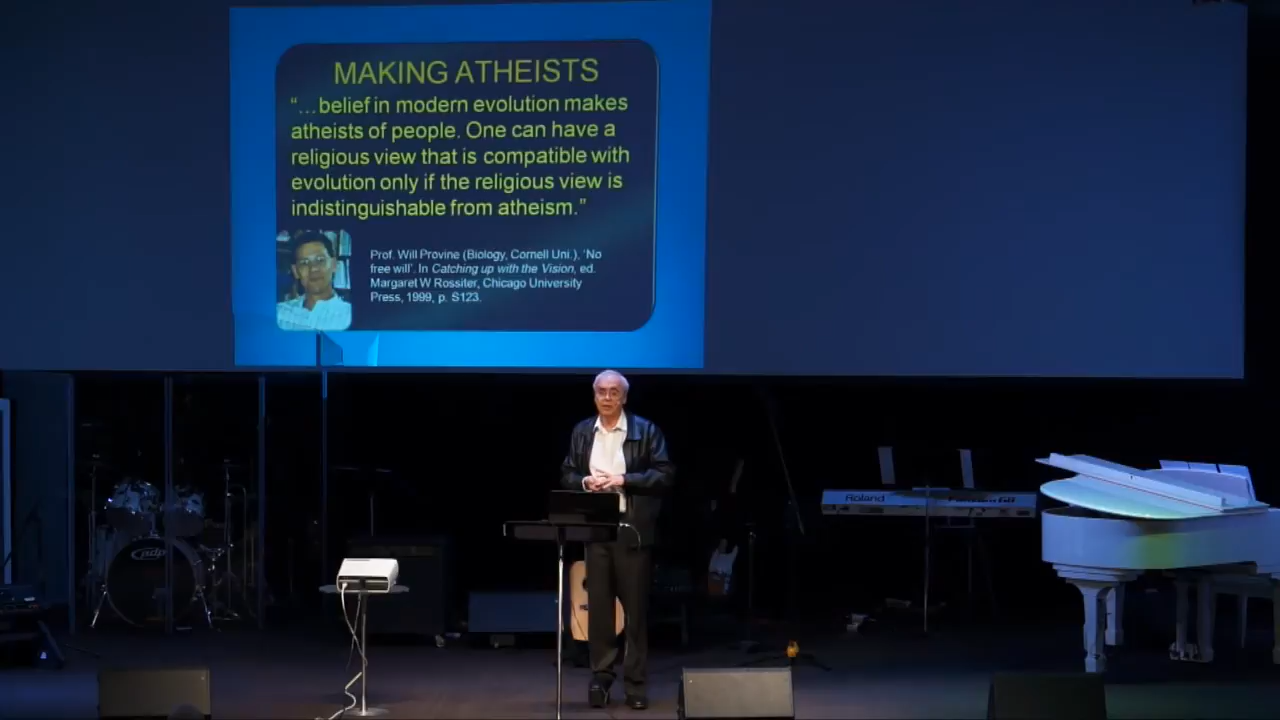 MAKING ATHEISTS
“…belief in modern evolution makes
atheists of people. One can have a
religious view that is compatible with
evolution only if the religious view is
indistinguishable from atheism.”
Prof. Will Provine (Biology, Cornell Uni.), ‘No
free will’. In Catching up with the Vision, ed.
Margaret W Rossiter, Chicago University
Press, 1999, p. S123.
Roland
pdp